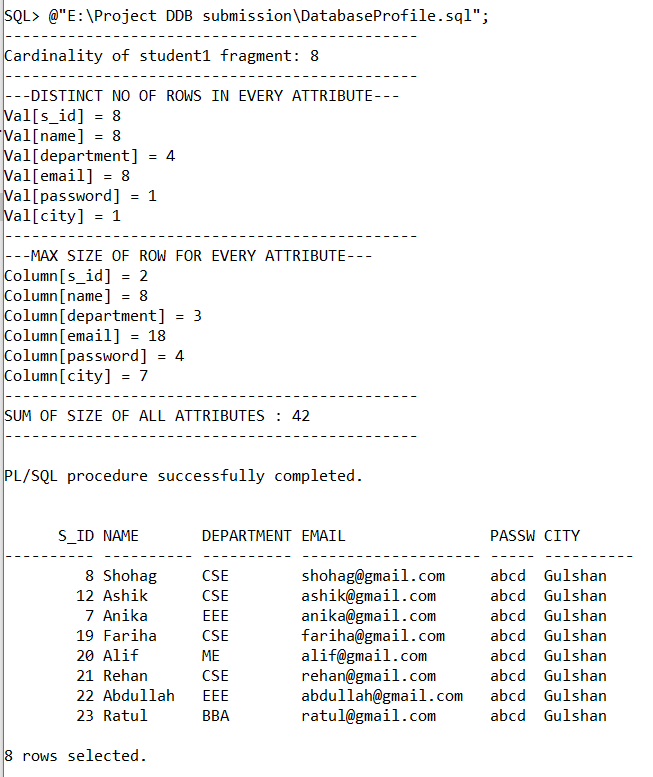 SQL> @"E:\Project DDB submission\DatabaseProfile.sql";
----------------------------------------------
Cardinality of student1 fragment: 8
----------------------------------------------
---DISTINCT NO OF ROWS IN EVERY ATTRIBUTE---
Val[s_id] = 8
Val[name] = 8
Val[department] = 4
Val[email] = 8
Val[password] = 1
Val[city] = 1
----------------------------------------------
---MAX SIZE OF ROW FOR EVERY ATTRIBUTE---
Column[s_id] = 2
Column[name] = 8
Column[department] = 3
Column[email] = 18
Column[password] = 4
Column[city] = 7
----------------------------------------------
SUM OF SIZE OF ALL ATTRIBUTES : 42
----------------------------------------------
PL/SQL procedure successfully completed.
      S_ID NAME       DEPARTMENT EMAIL                PASSW CITY
---------- ---------- ---------- -------------------- ----- ----------
         8 Shohag     CSE        shohag@gmail.com     abcd  Gulshan
        12 Ashik      CSE        ashik@gmail.com      abcd  Gulshan
         7 Anika      EEE        anika@gmail.com      abcd  Gulshan
        19 Fariha     CSE        fariha@gmail.com     abcd  Gulshan
        20 Alif       ME         alif@gmail.com       abcd  Gulshan
        21 Rehan      CSE        rehan@gmail.com      abcd  Gulshan
        22 Abdullah   EEE        abdullah@gmail.com   abcd  Gulshan
        23 Ratul      BBA        ratul@gmail.com      abcd  Gulshan
8 rows selected.